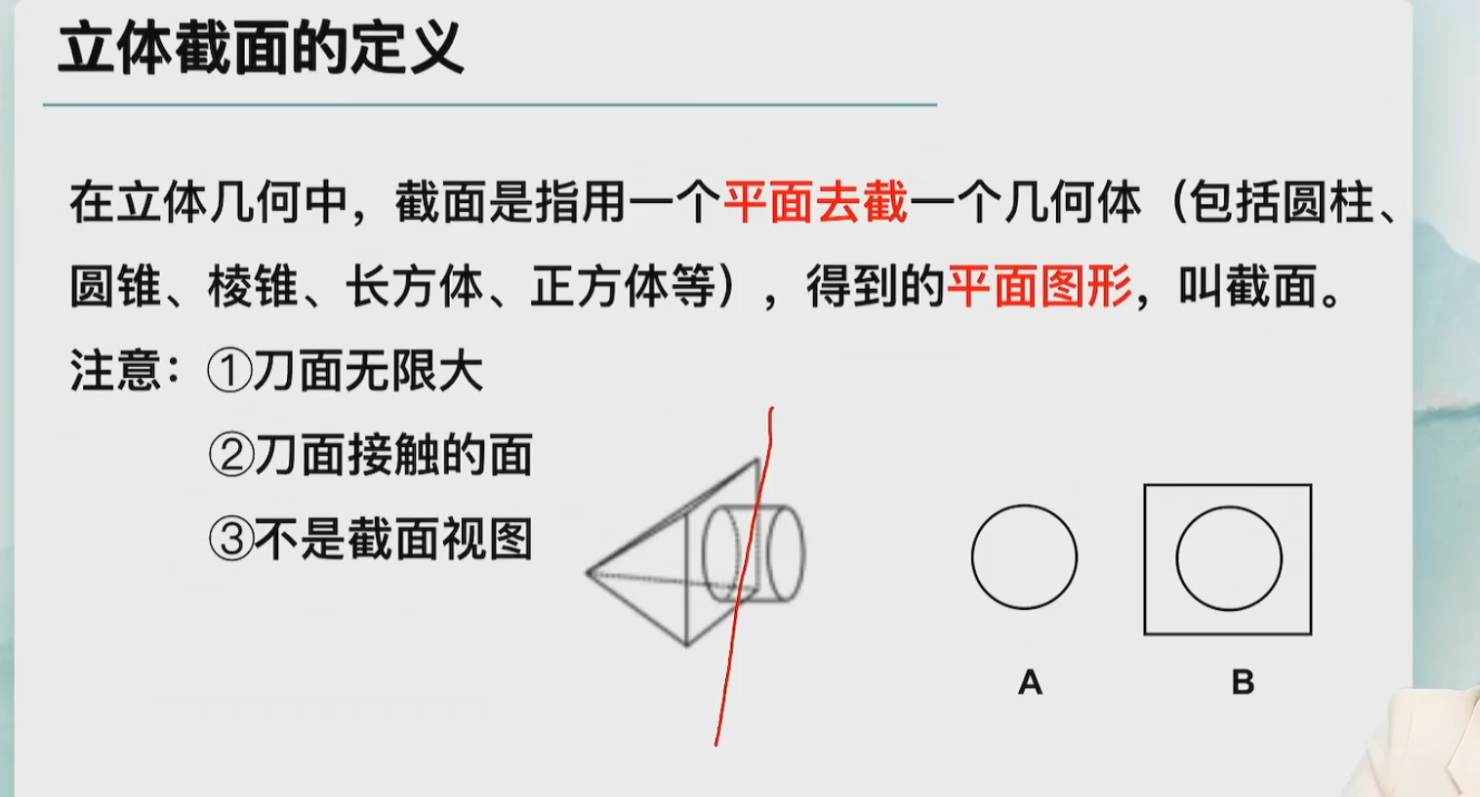 立体截面的定义
在立体几何中，截面是指用一个平面去截一个几何体（包括圆柱、
圆锥、棱锥、长方体、正方体等），得到的平面图形，叫截面。
注意：①刀面无限大
②刀面接触的面
③不是截面视图
A
B